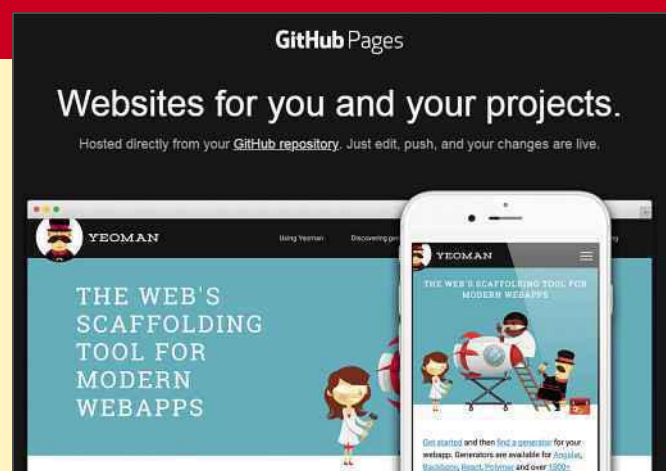 GitHub Pages
Websites for you and your projects.
Hosted directly from your GitHub repository. Just edit, push, and your changes are live.
YEOMAN
Using Yeoman
THE WEB'S
SCAFFOLDING
TOOL FOR
MODERN
WEBAPPS
YEOMAN
THE WEB'S SCAFFOLDING TOOL FOR
MODERN WEBAPPS
Get started and then find a generator for your
webapp. Generators are available for Angular,
Backbone, React, Polymer and over 1500+